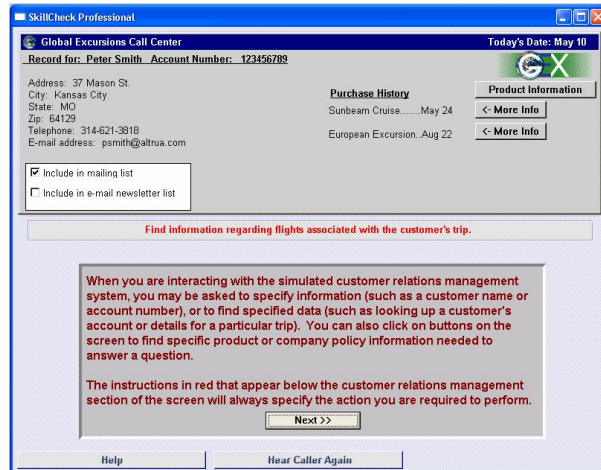 SkillCheck Professional
Global Excursions Call Center Today's Date: May 10
Record for: Peter Smith Account Number: 123456789
G X
Address: 37 Mason St.
City: Kansas City
State: MO
Zip: 64129
Telephone: 314-621-3818
E-mail address: psmith@altrua.com
Purchase History
Product Information
Sunbeam Cruise.......May 24 <- More Info
European Excursion..Aug 22 <- More Info
Include in mailing list
Include in e-mail newsletter list
Find information regarding flights associated with the customer's trip.
When you are interacting with the simulated customer relations management
system, you may be asked to specify information (such as a customer name or
account number), or to find specified data (such as looking up a customer's
account or details for a particular trip). You can also click on buttons on the
screen to find specific product or company policy information needed to
answer a question.
The instructions in red that appear below the customer relations management
section of the screen will always specify the action you are required to perform.
Next >>
Help Hear Caller Again